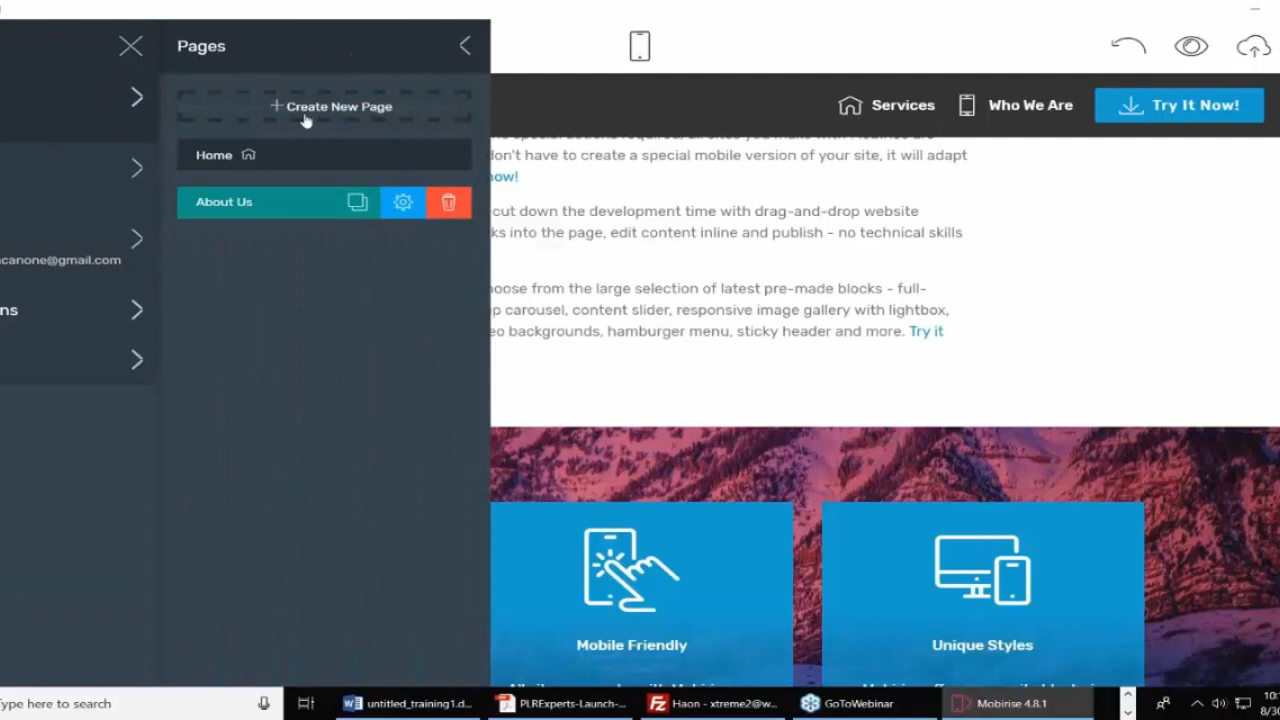 Pages
+ Create New Page
Home
About Us
canone@gmail.com
ns
Services
Who We Are
Try It Now!
don't have to create a special mobile version of your site, it will adapt
now!
cut down the development time with drag-and-drop website
ks into the page, edit content inline and publish - no technical skills
oose from the large selection of latest pre-made blocks - full-
p carousel, content slider, responsive image gallery with lightbox,
eo backgrounds, hamburger menu, sticky header and more. Try it
Mobile Friendly
Unique Styles
Type here to search
untitled_training1.d...
PLRExperts-Launch-...
Haon - xtreme2@w...
GoToWebinar
Mobirise 4.8.1
10:
8/30